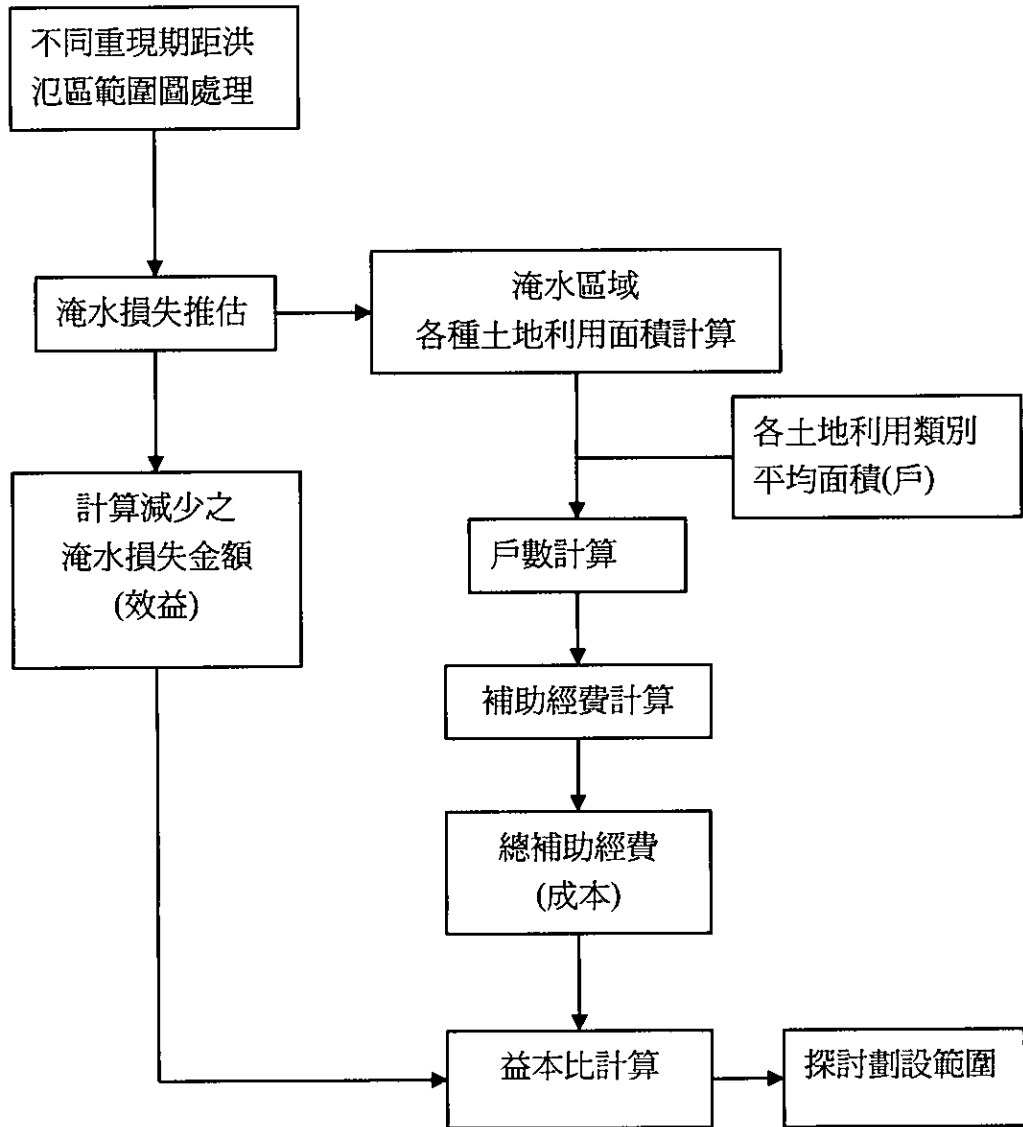 不同重現期距洪
氾區範圍圖處理
淹水損失推估
淹水區域
各種土地利用面積計算
各土地利用類別
平均面積(戶)
計算減少之
淹水損失金額
(效益)
戶數計算
補助經費計算
總補助經費
(成本)
益本比計算
探討劃設範圍